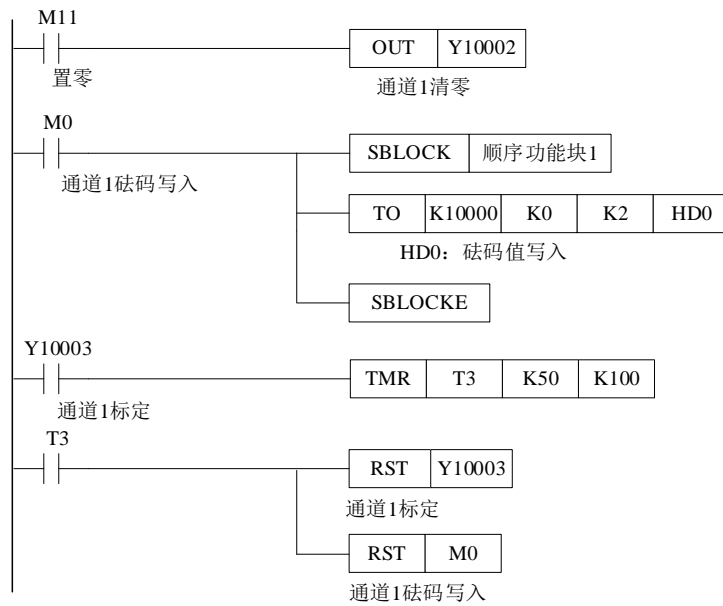 M11
OUT Y10002
置零
通道1清零
M0
SBLOCK 顺序功能块1
通道1砝码写入
TO K10000 K0 K2 HD0
HD0：砝码值写入
SBLOCKE
Y10003
TMR T3 K50 K100
通道1标定
T3
RST Y10003
通道1标定
RST M0
通道1砝码写入